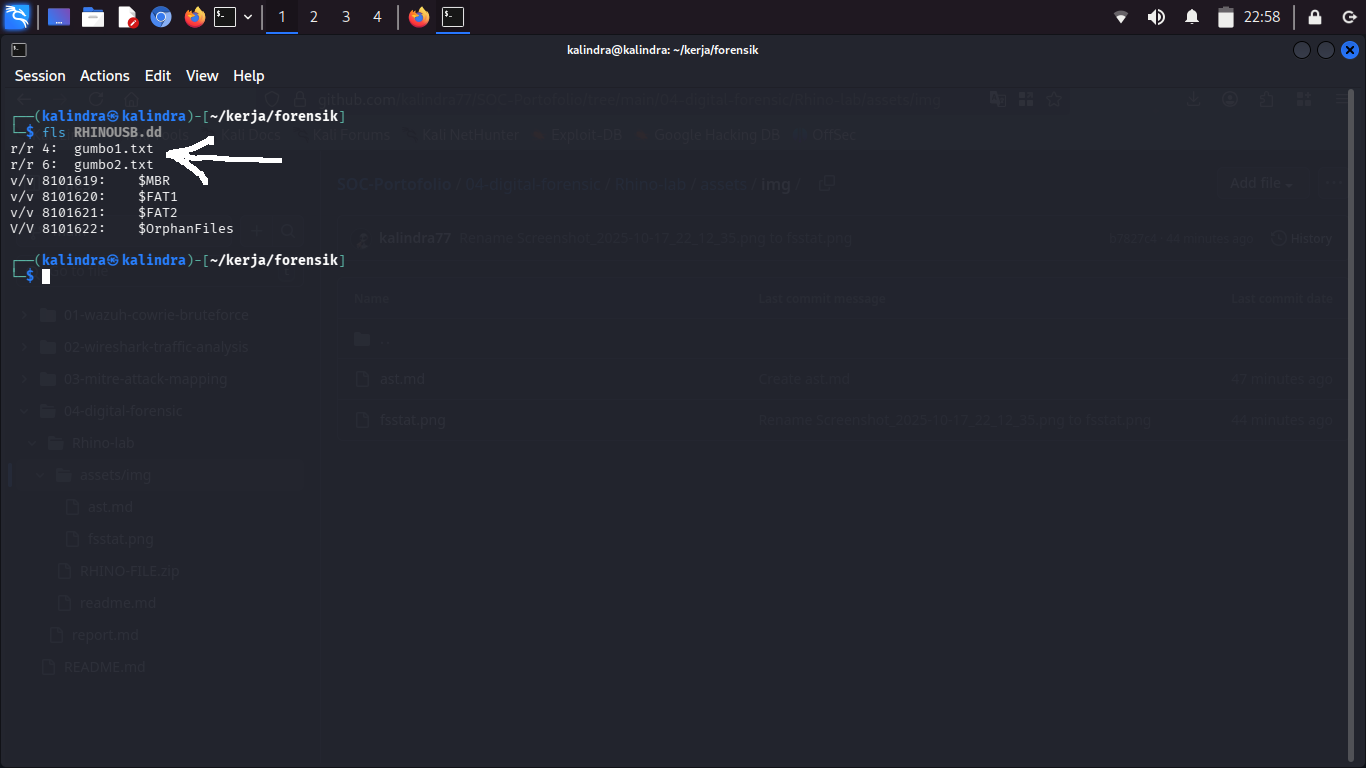 1 2 3 4 22:58
kalindra@kalindra: ~/kerja/forensik
Session Actions Edit View Help
github.com
┌──(kalindra㉿kalindra)-[~/kerja/forensik]
└─$ fls RHINOUSB.dd
Kali Docs Kali Forums Kali NetHunter Exploit-DB Google Hacking DB OffSec
r/r 4: gumbo1.txt
r/r 6: gumbo2.txt
v/v 8101619: $MBR
v/v 8101620: $FAT1
v/v 8101621: $FAT2
V/V 8101622: $OrphanFiles
SOC-Portofolio / 04-digital-forensic / Rhino-lab / assets / img /
Add file
kalindra77 Rename Screenshot_2025-10-17_22_12_35.png to fsstat.png
44 minutes ago History
┌──(kalindra㉿kalindra)-[~/kerja/forensik]
└─$
Name Last commit message Last commit date
01-wazuh-cowrie-bruteforce
..
02-wireshark-traffic-analysis
03-mitre-attack-mapping
ast.md Create ast.md 47 minutes ago
04-digital-forensic
fsstat.png Rename Screenshot_2025-10-17_22_12_35.png to fsstat.png 44 minutes ago
Rhino-lab
assets/img
ast.md
fsstat.png
RHINO-FILE.zip
readme.md
report.md
README.md